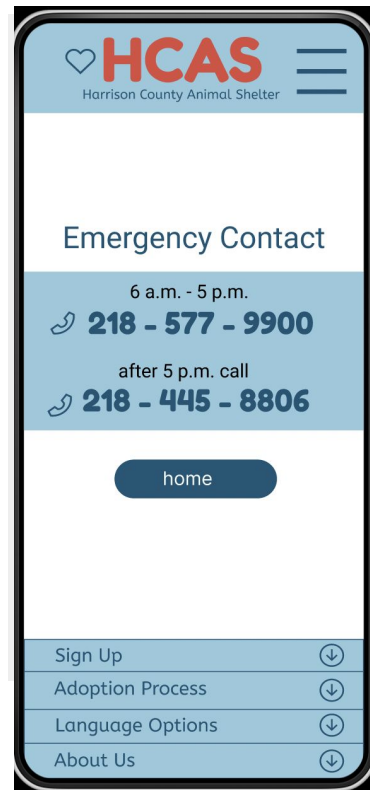 HCAS
Harrison County Animal Shelter
Emergency Contact
6 a.m. - 5 p.m.
218 - 577 - 9900
after 5 p.m. call
218 - 445 - 8806
home
Sign Up
Adoption Process
Language Options
About Us